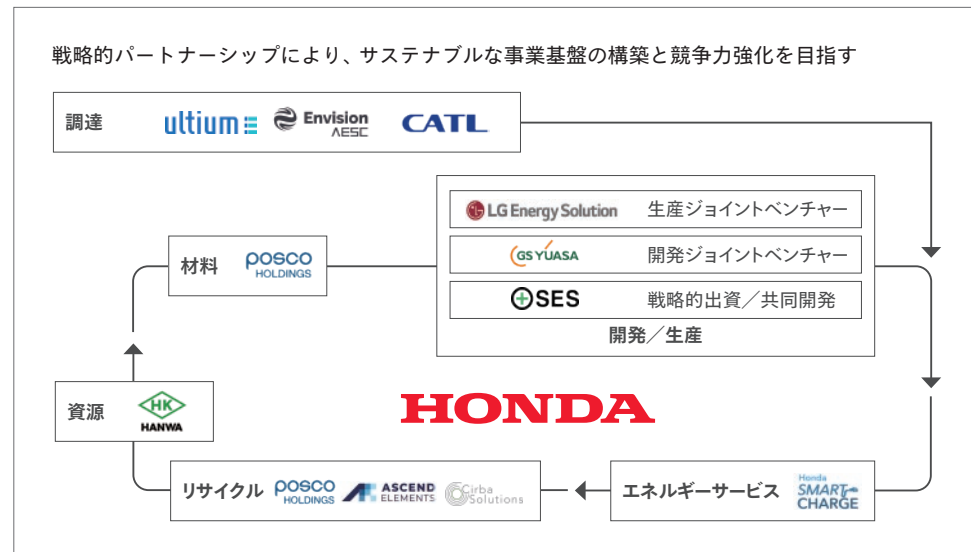 戦略的パートナーシップにより、サステナブルな事業基盤の構築と競争力強化を目指す
調達 ultium Envision AESC CATL
LG Energy Solution 生産ジョイントベンチャー
GS YUASA 開発ジョイントベンチャー
SES 戦略的出資／共同開発
開発／生産
材料 posco HOLDINGS
資源 HK HANWA
HONDA
リサイクル posco HOLDINGS ASCEND ELEMENTS Cirba Solutions
エネルギーサービス Honda SMART CHARGE